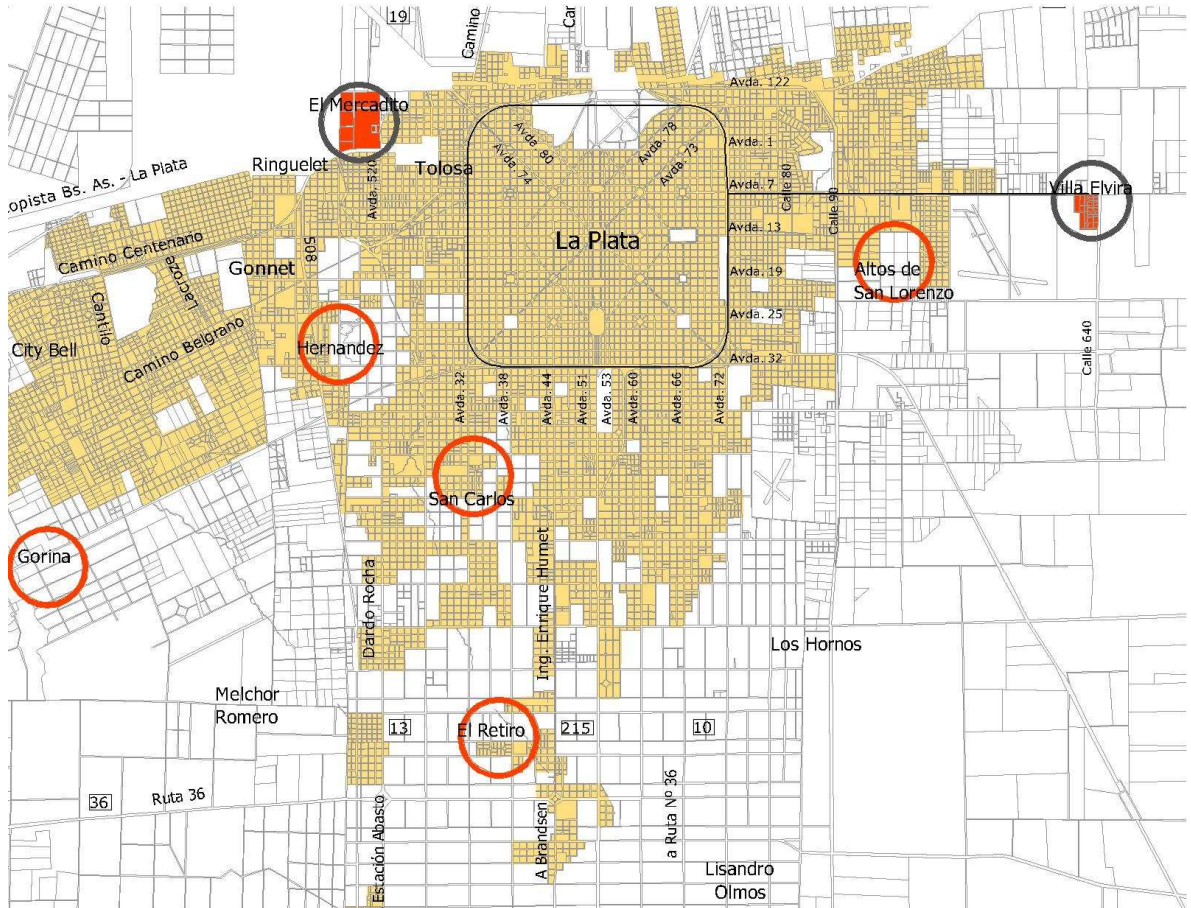 19
Camino
Avda. 122
El Mercadito
Avda. 80
Avda. 78
Avda. 1
Avda. 74
Avda. 73
Ringuelet
Avda. 520
Tolosa
Calle 80
opista Bs. As. - La Plata
Avda. 7
Villa Elvira
Calle 90
Avda. 13
Camino Centenario
508
La Plata
Gonnet
Lacroze
Avda. 19
Altos de
San Lorenzo
Cantilo
Avda. 25
City Bell
Camino Belgrano
Hernandez
Avda. 32
Calle 640
Avda. 32
Avda. 38
Avda. 44
Avda. 51
Avda. 53
Avda. 60
Avda. 66
Avda. 72
San Carlos
Gorina
Dardo Rocha
Ing. Enrique Humet
Los Hornos
Melchor
Romero
13
El Retiro
215
10
36
Ruta 36
Estación Abasto
A Brandsen
a Ruta Nº 36
Lisandro
Olmos